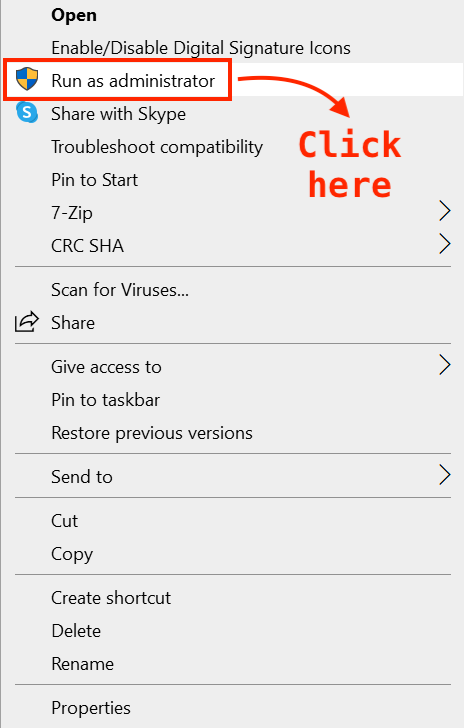 Open
Enable/Disable Digital Signature Icons
Run as administrator
Share with Skype
Click
here
Troubleshoot compatibility
Pin to Start
7-Zip
CRC SHA
Scan for Viruses...
Share
Give access to
Pin to taskbar
Restore previous versions
Send to
Cut
Copy
Create shortcut
Delete
Rename
Properties